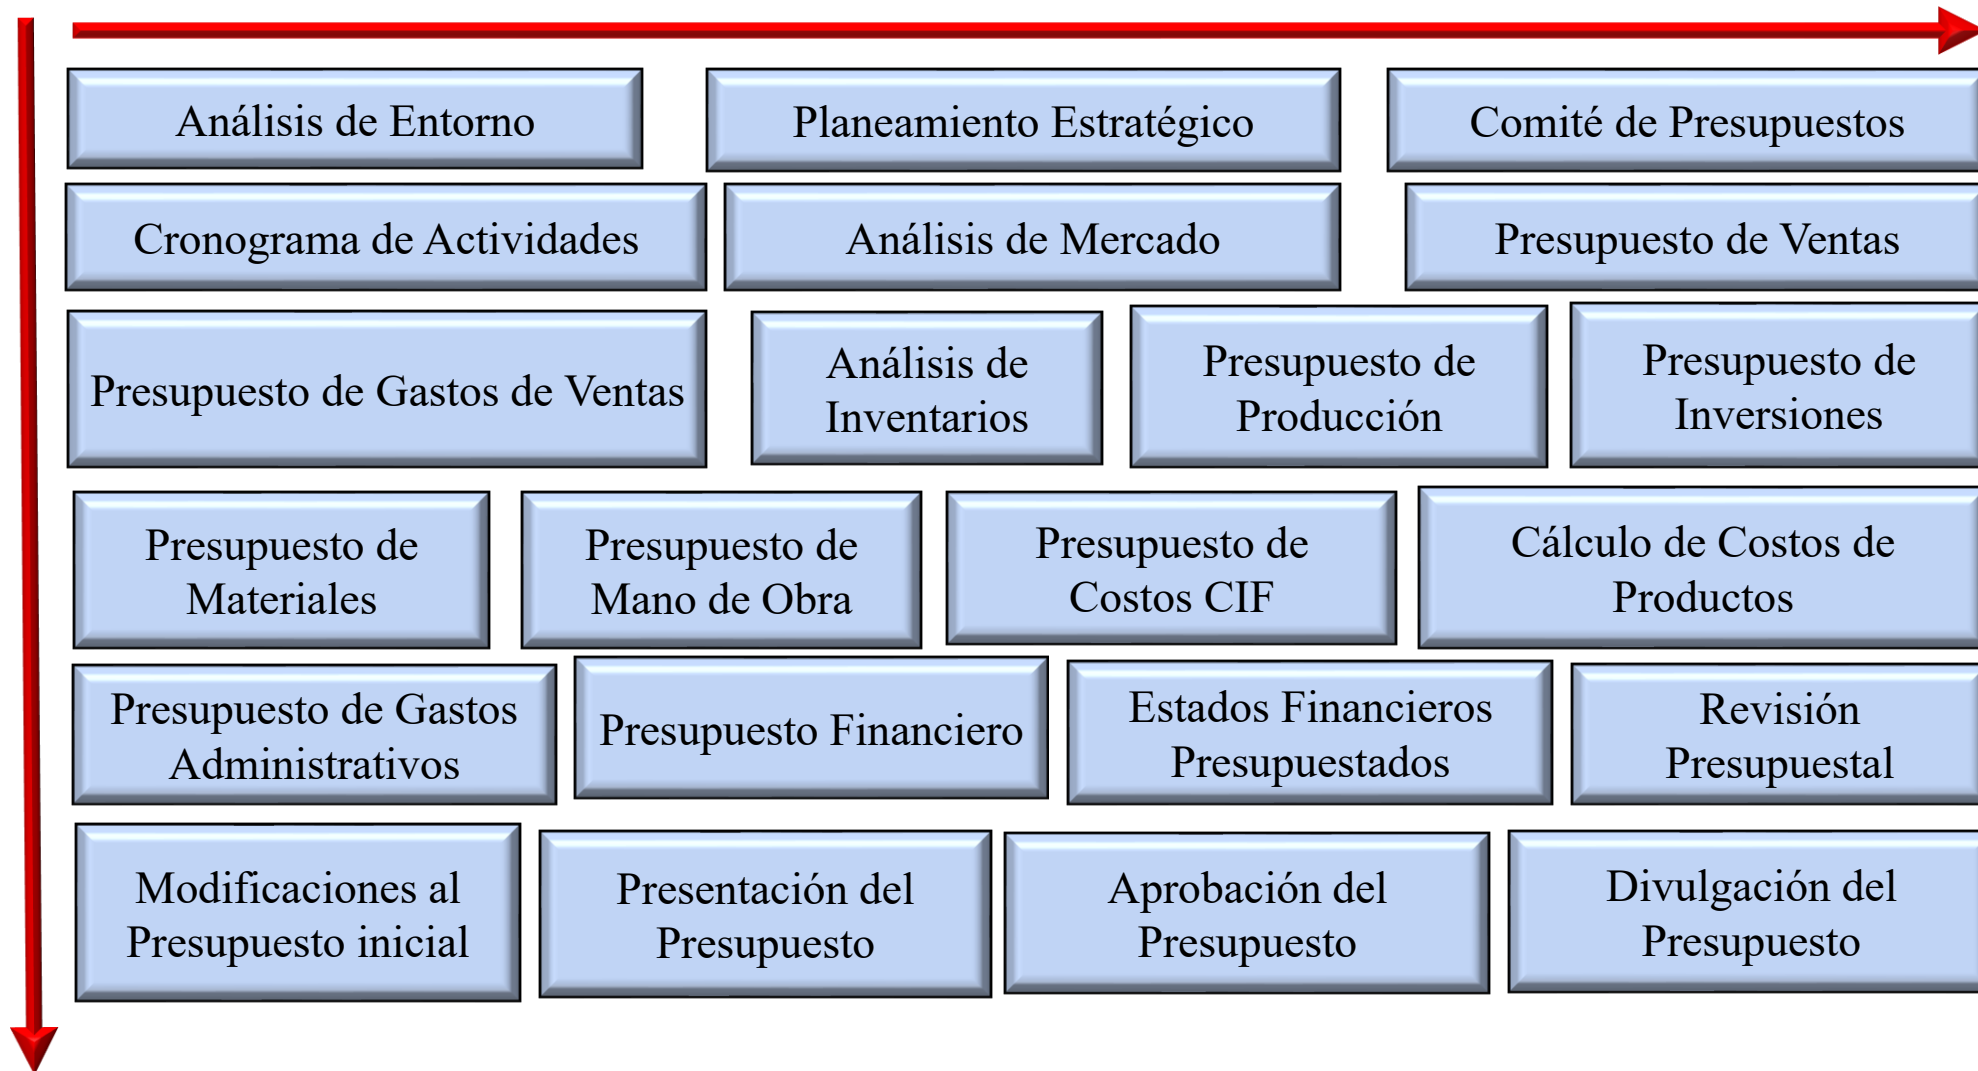 Análisis de Entorno
Planeamiento Estratégico
Comité de Presupuestos
Cronograma de Actividades
Análisis de Mercado
Presupuesto de Ventas
Presupuesto de Gastos de Ventas
Análisis de
Inventarios
Presupuesto de
Producción
Presupuesto de
Inversiones
Presupuesto de
Materiales
Presupuesto de
Mano de Obra
Presupuesto de
Costos CIF
Cálculo de Costos de
Productos
Presupuesto de Gastos
Administrativos
Presupuesto Financiero
Estados Financieros
Presupuestados
Revisión
Presupuestal
Modificaciones al
Presupuesto inicial
Presentación del
Presupuesto
Aprobación del
Presupuesto
Divulgación del
Presupuesto